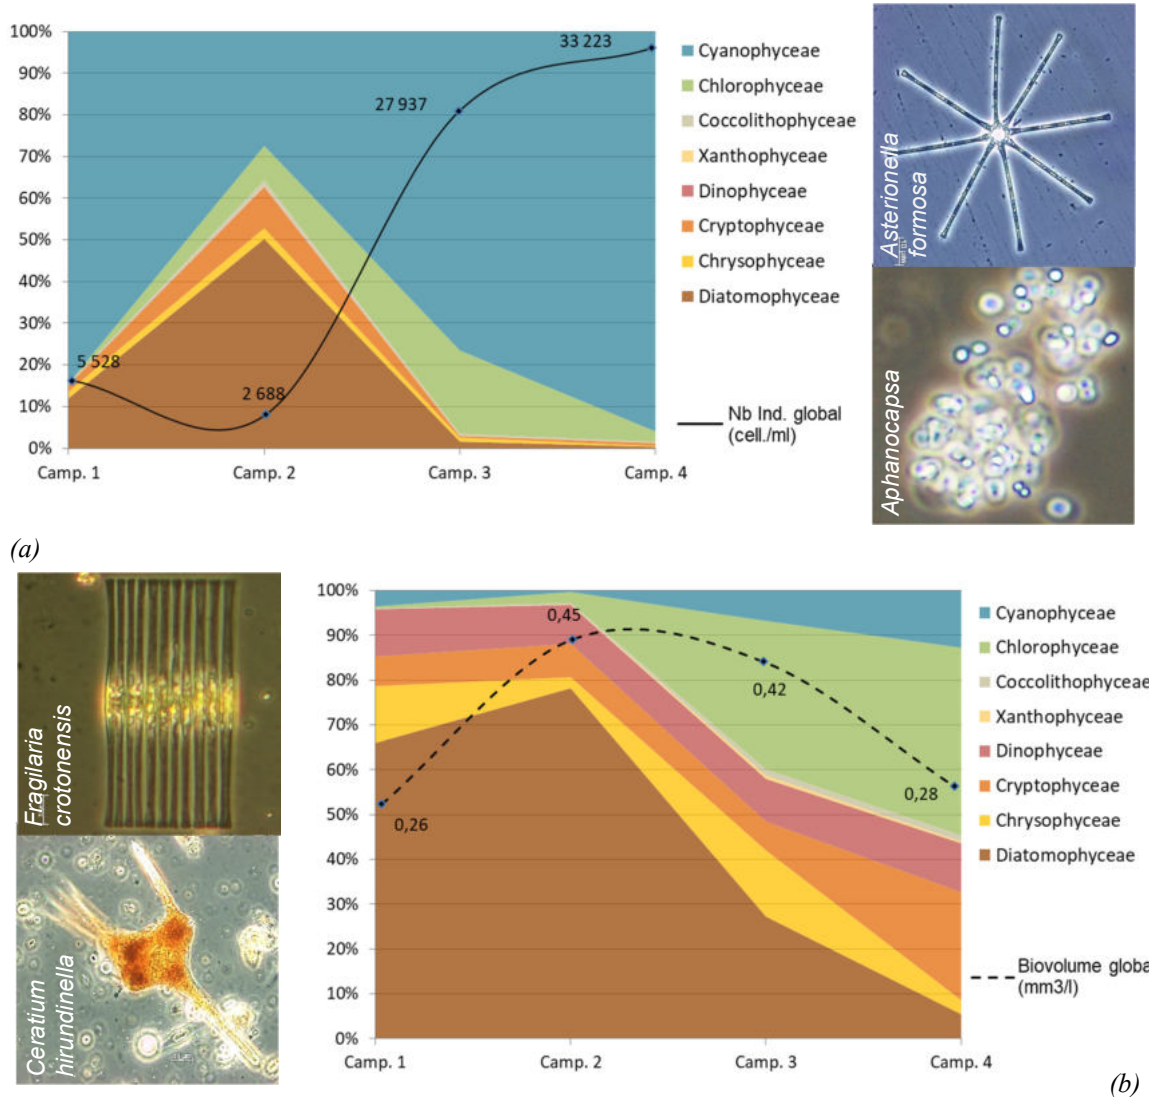 100%
90%
80%
70%
60%
50%
40%
30%
20%
10%
0%
5 528
2 688
27 937
33 223
Camp. 1
Camp. 2
Camp. 3
Camp. 4
Cyanophyceae
Chlorophyceae
Coccolithophyceae
Xanthophyceae
Dinophyceae
Cryptophyceae
Chrysophyceae
Diatomophyceae
Nb Ind. global
(cell./ml)
Asterionella
formosa
Aphanocapsa
(a)
Fragilaria
crotonensis
Ceratium
hirundinella
100%
90%
80%
70%
60%
50%
40%
30%
20%
10%
0%
0,26
0,45
0,42
0,28
Camp. 1
Camp. 2
Camp. 3
Camp. 4
Cyanophyceae
Chlorophyceae
Coccolithophyceae
Xanthophyceae
Dinophyceae
Cryptophyceae
Chrysophyceae
Diatomophyceae
Biovolume globa
(mm3/l)
(b)